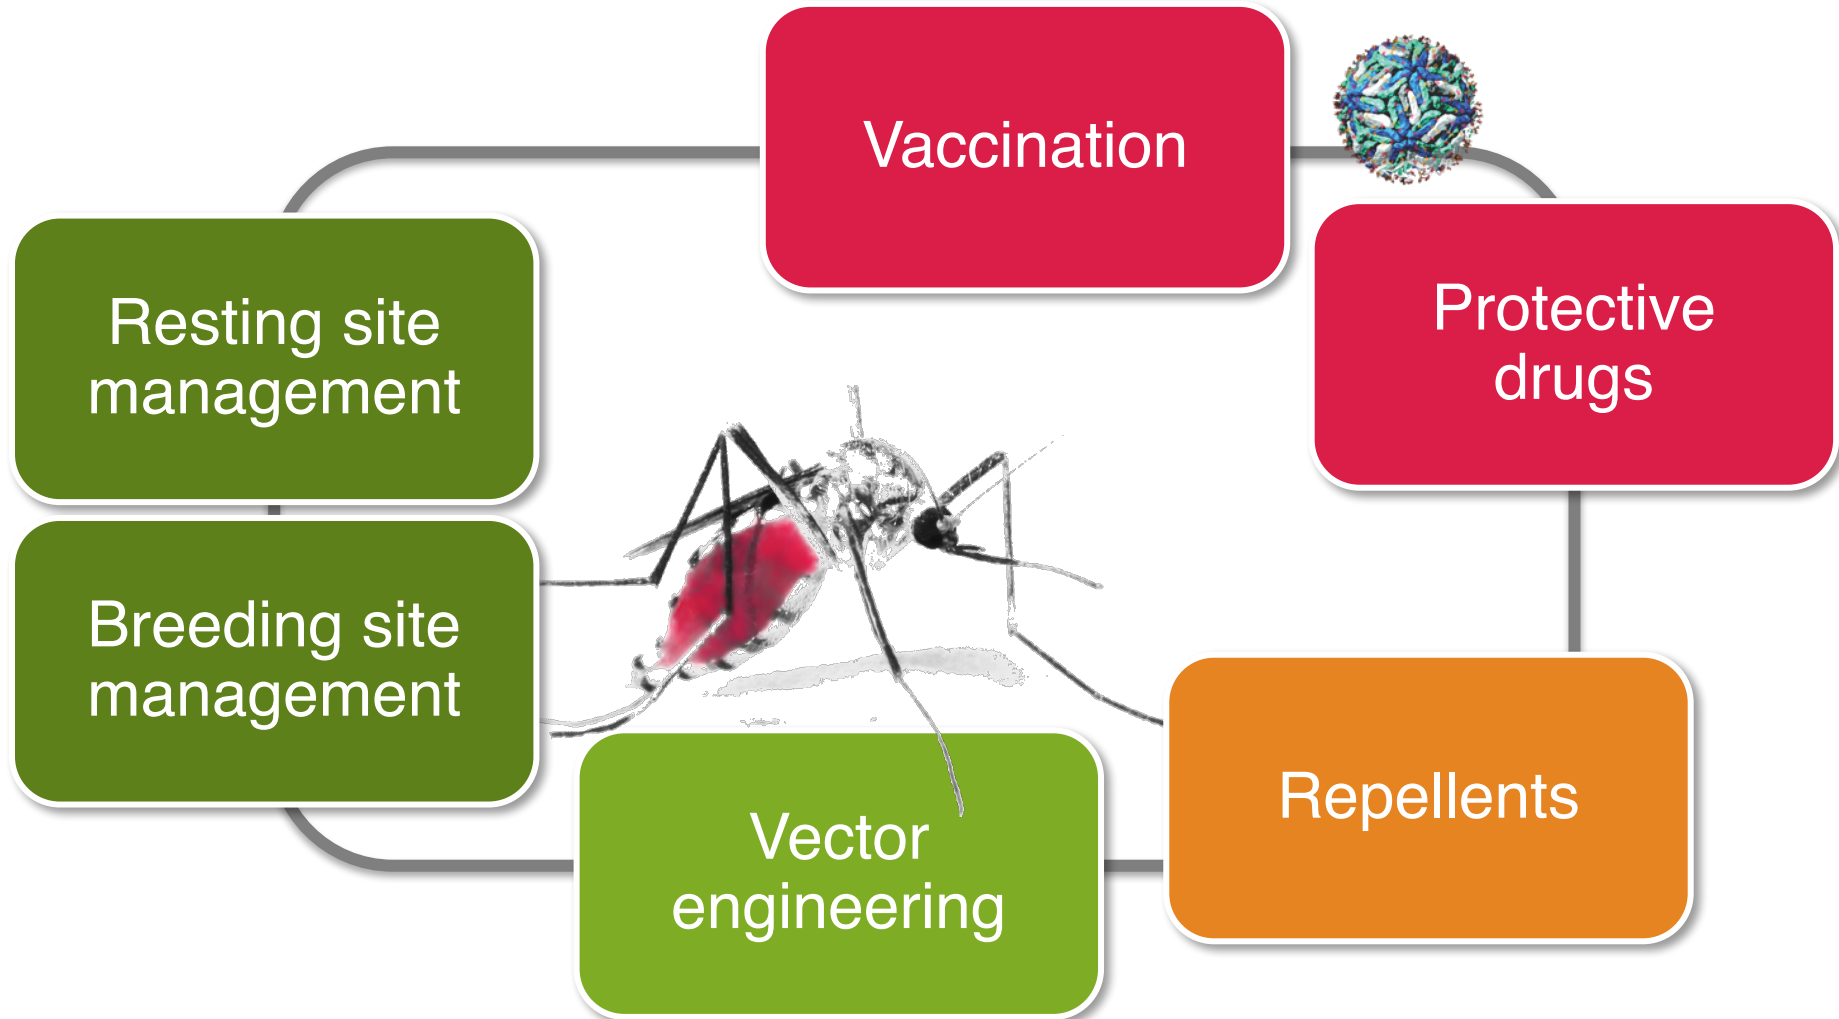 Vaccination
Protective
drugs
Repellents
Vector
engineering
Breeding site
management
Resting site
management